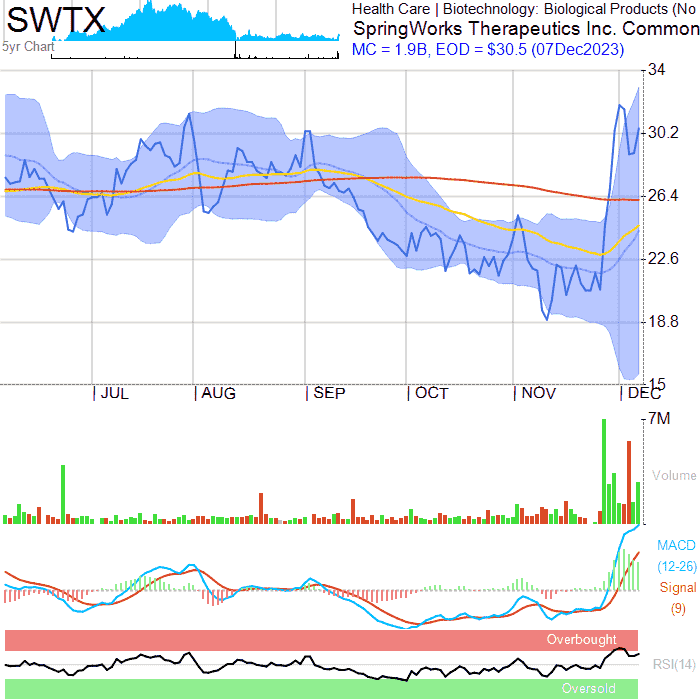 SWTX
Health Care | Biotechnology: Biological Products (No
SpringWorks Therapeutics Inc. Common
MC = 1.9B, EOD = $30.5 (07Dec2023)
5yr Chart
34
30.2
26.4
22.6
18.8
15
JUL
AUG
SEP
OCT
NOV
DEC
7M
Volume
MACD
(12-26)
Signal
(9)
Overbought
RSI(14)
Oversold